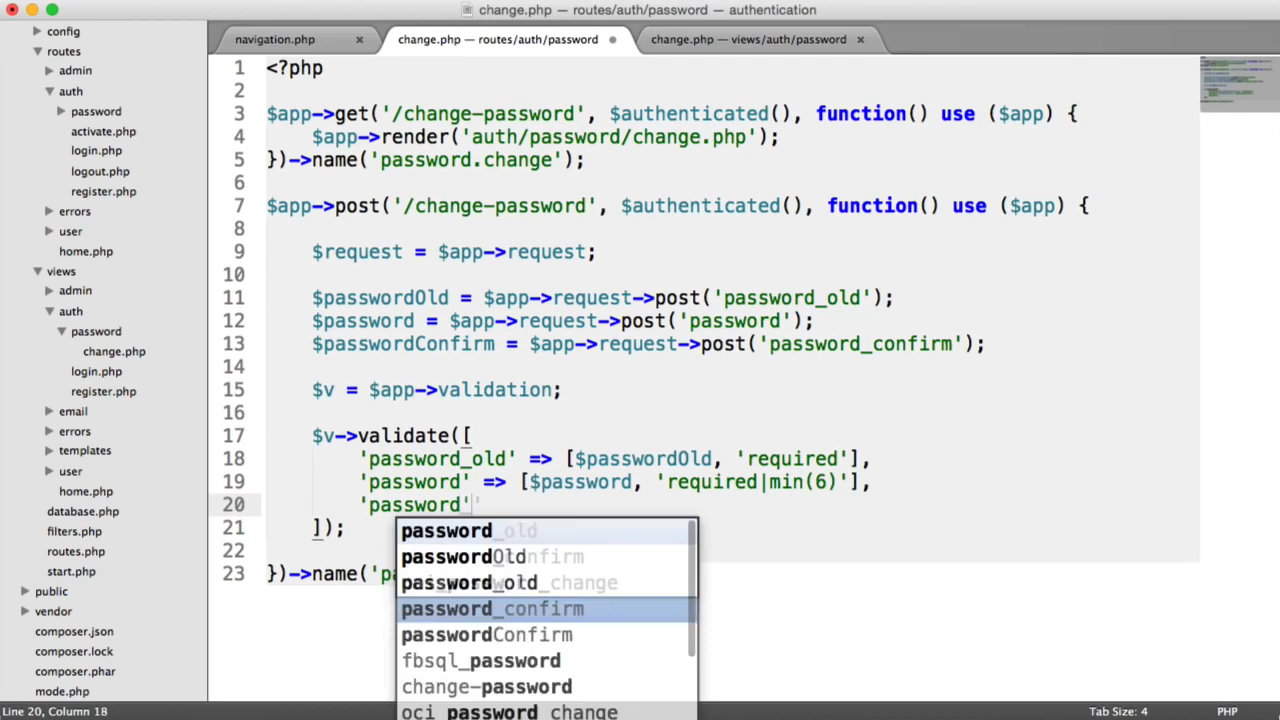 change.php — routes/auth/password — authentication
navigation.php ×
change.php — routes/auth/password
change.php — views/auth/password ×
config
routes
admin
auth
password
activate.php
login.php
logout.php
register.php
errors
user
home.php
views
admin
auth
password
change.php
login.php
register.php
email
errors
templates
user
home.php
database.php
filters.php
routes.php
start.php
public
vendor
composer.json
composer.lock
composer.phar
mode.php
1 <?php
2
3 $app->get('/change-password', $authenticated(), function() use ($app) {
4 $app->render('auth/password/change.php');
5 })->name('password.change');
6
7 $app->post('/change-password', $authenticated(), function() use ($app) {
8
9 $request = $app->request;
10
11 $passwordOld = $app->request->post('password_old');
12 $password = $app->request->post('password');
13 $passwordConfirm = $app->request->post('password_confirm');
14
15 $v = $app->validation;
16
17 $v->validate([
18 'password_old' => [$passwordOld, 'required'],
19 'password' => [$password, 'required|min(6)'],
20 'password'
21 ]);
22
23 })->name('pa
password_old
passwordOld
password_old
password_confirm
passwordConfirm
fbsql_password
change-password
oci_password_change
Line 20, Column 18
Tab Size: 4
PHP